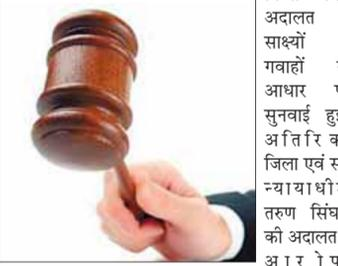 अदालत
साक्ष्यों
गवाहों
आधार
सुनवाई
अतिरिक
जिला एवं
न्यायाधी
तरुण सिंघ
की अदालत